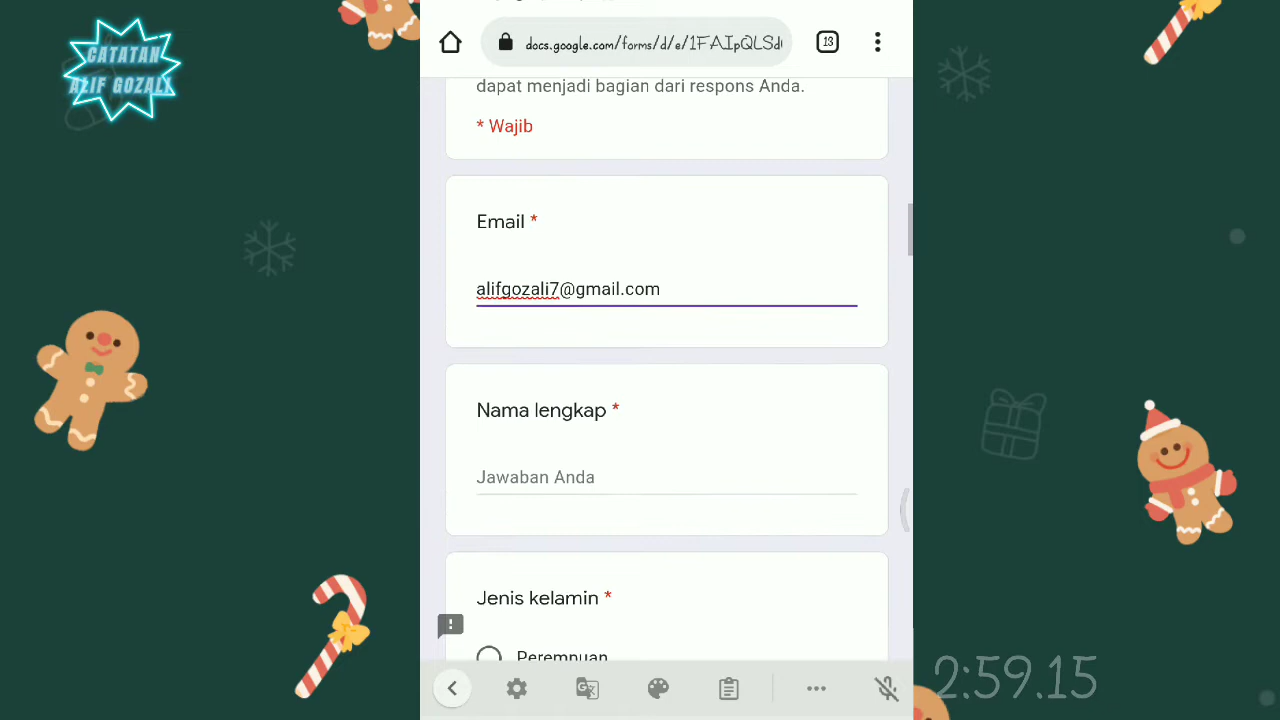 CATATAN
ALIF GOZALI
docs.google.com/forms/d/e/1FAIpQLSd
13
dapat menjadi bagian dari respons Anda.
* Wajib
Email *
alifgozali7@gmail.com
Nama lengkap *
Jawaban Anda
Jenis kelamin *
Perempuan
2:59.15